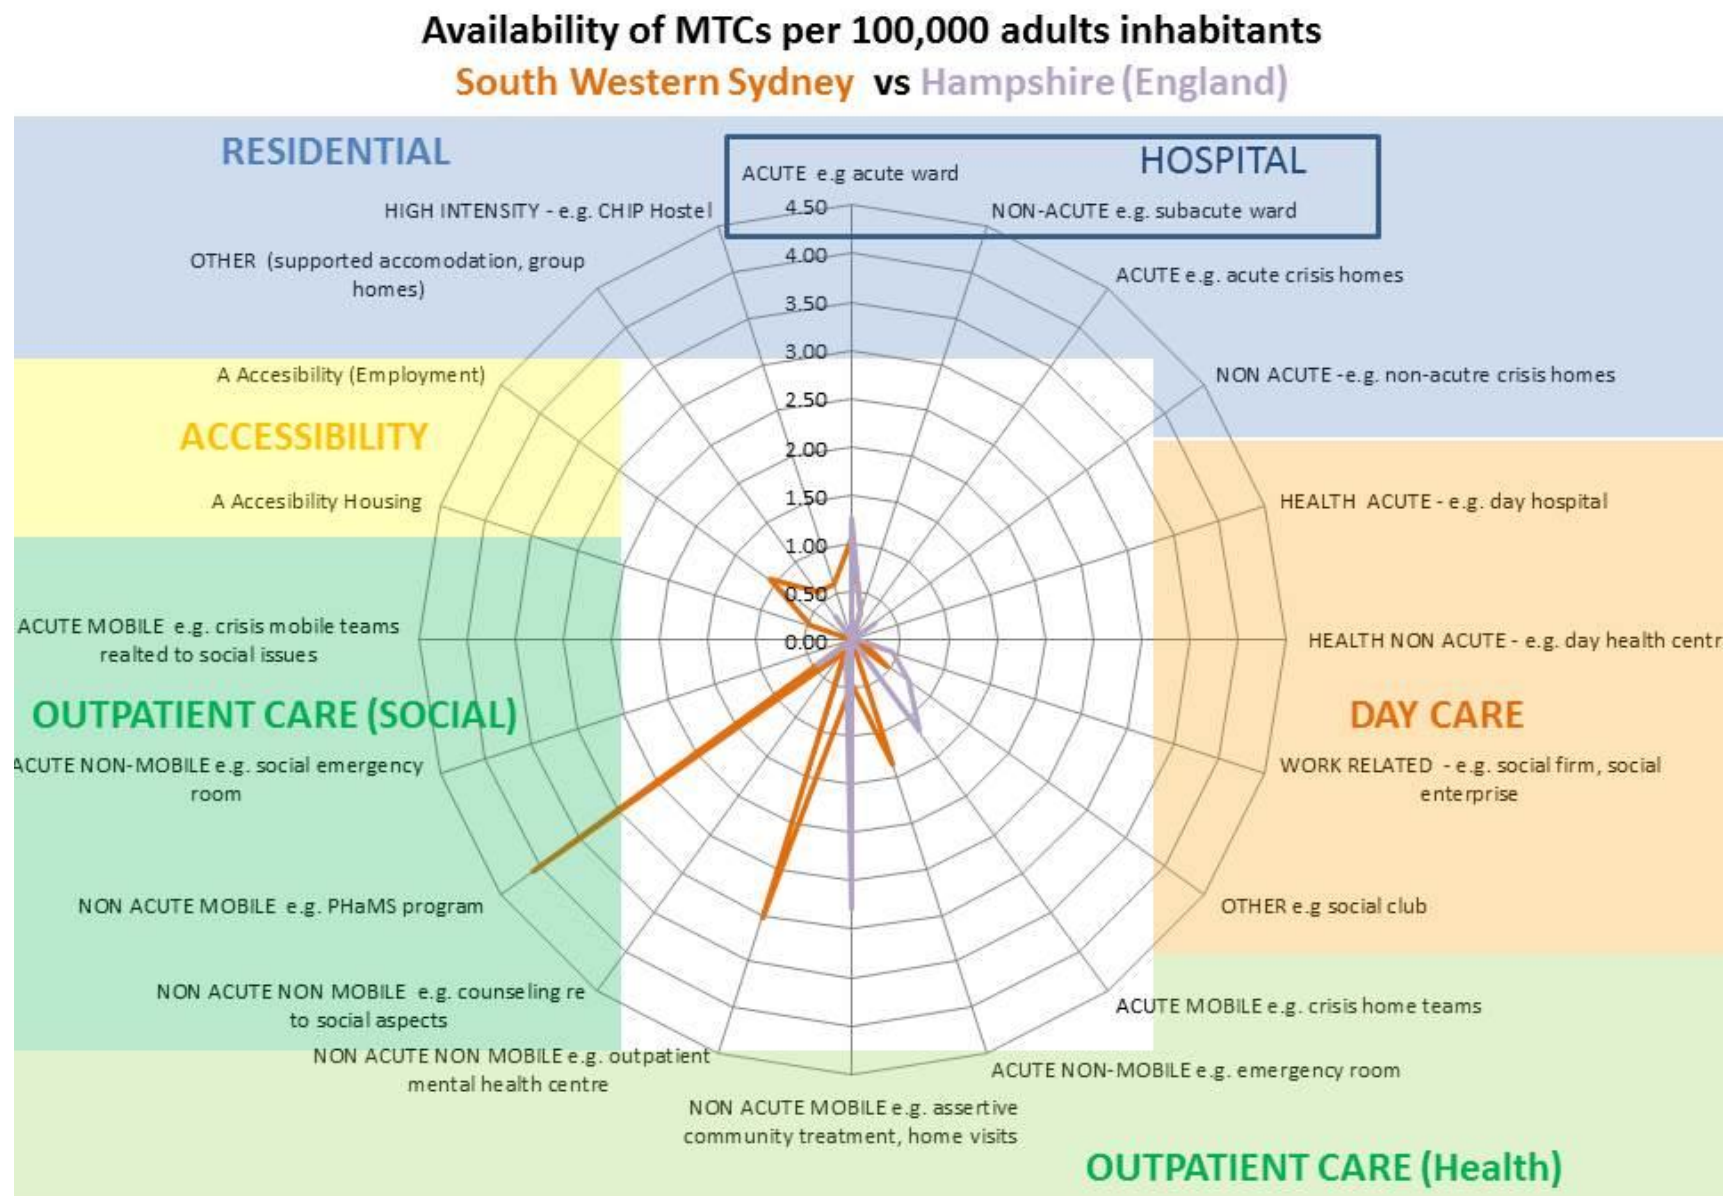 Availability of MTCs per 100,000 adults inhabitants
South Western Sydney vs Hampshire (England)
RESIDENTIAL
HOSPITAL
ACUTE e.g acute ward
HIGH INTENSITY - e.g. CHIP Hostel
NON-ACUTE e.g. subacute ward
OTHER (supported accomodation, group
homes)
ACUTE e.g. acute crisis homes
A Accesibility (Employment)
NON ACUTE -e.g. non-acutre crisis homes
ACCESSIBILITY
A Accesibility Housing
HEALTH ACUTE - e.g. day hospital
4.50
4.00
3.50
3.00
2.50
2.00
1.50
1.00
0.50
0.00
ACUTE MOBILE e.g. crisis mobile teams
realted to social issues
HEALTH NON ACUTE - e.g. day health centr
OUTPATIENT CARE (SOCIAL)
DAY CARE
ACUTE NON-MOBILE e.g. social emergency
room
WORK RELATED - e.g. social firm, social
enterprise
NON ACUTE MOBILE e.g. PHaMS program
OTHER e.g social club
NON ACUTE NON MOBILE e.g. counseling re
to social aspects
ACUTE MOBILE e.g. crisis home teams
NON ACUTE NON MOBILE e.g. outpatient
mental health centre
ACUTE NON-MOBILE e.g. emergency room
NON ACUTE MOBILE e.g. assertive
community treatment, home visits
OUTPATIENT CARE (Health)